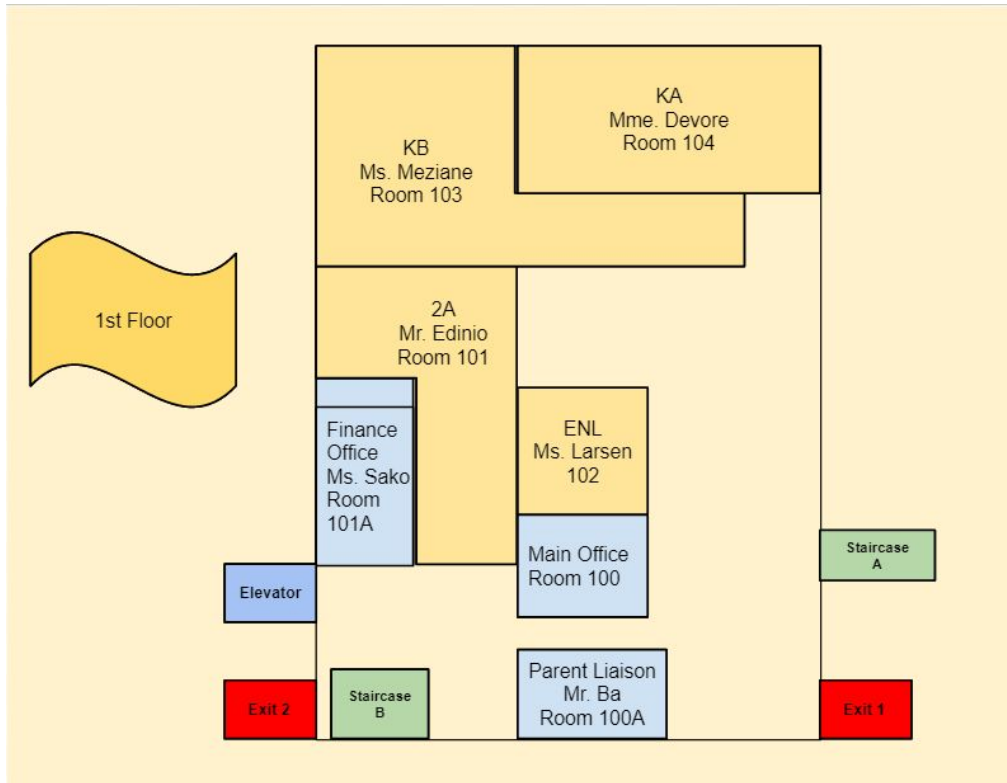 KA
Mme. Devore
Room 104
KB
Ms. Meziane
Room 103
1st Floor
2A
Mr. Edinio
Room 101
Finance
Office
Ms. Sako
Room
101A
ENL
Ms. Larsen
102
Main Office
Room 100
Staircase
A
Elevator
Parent Liaison
Mr. Ba
Room 100A
Exit 2
Staircase
B
Exit 1